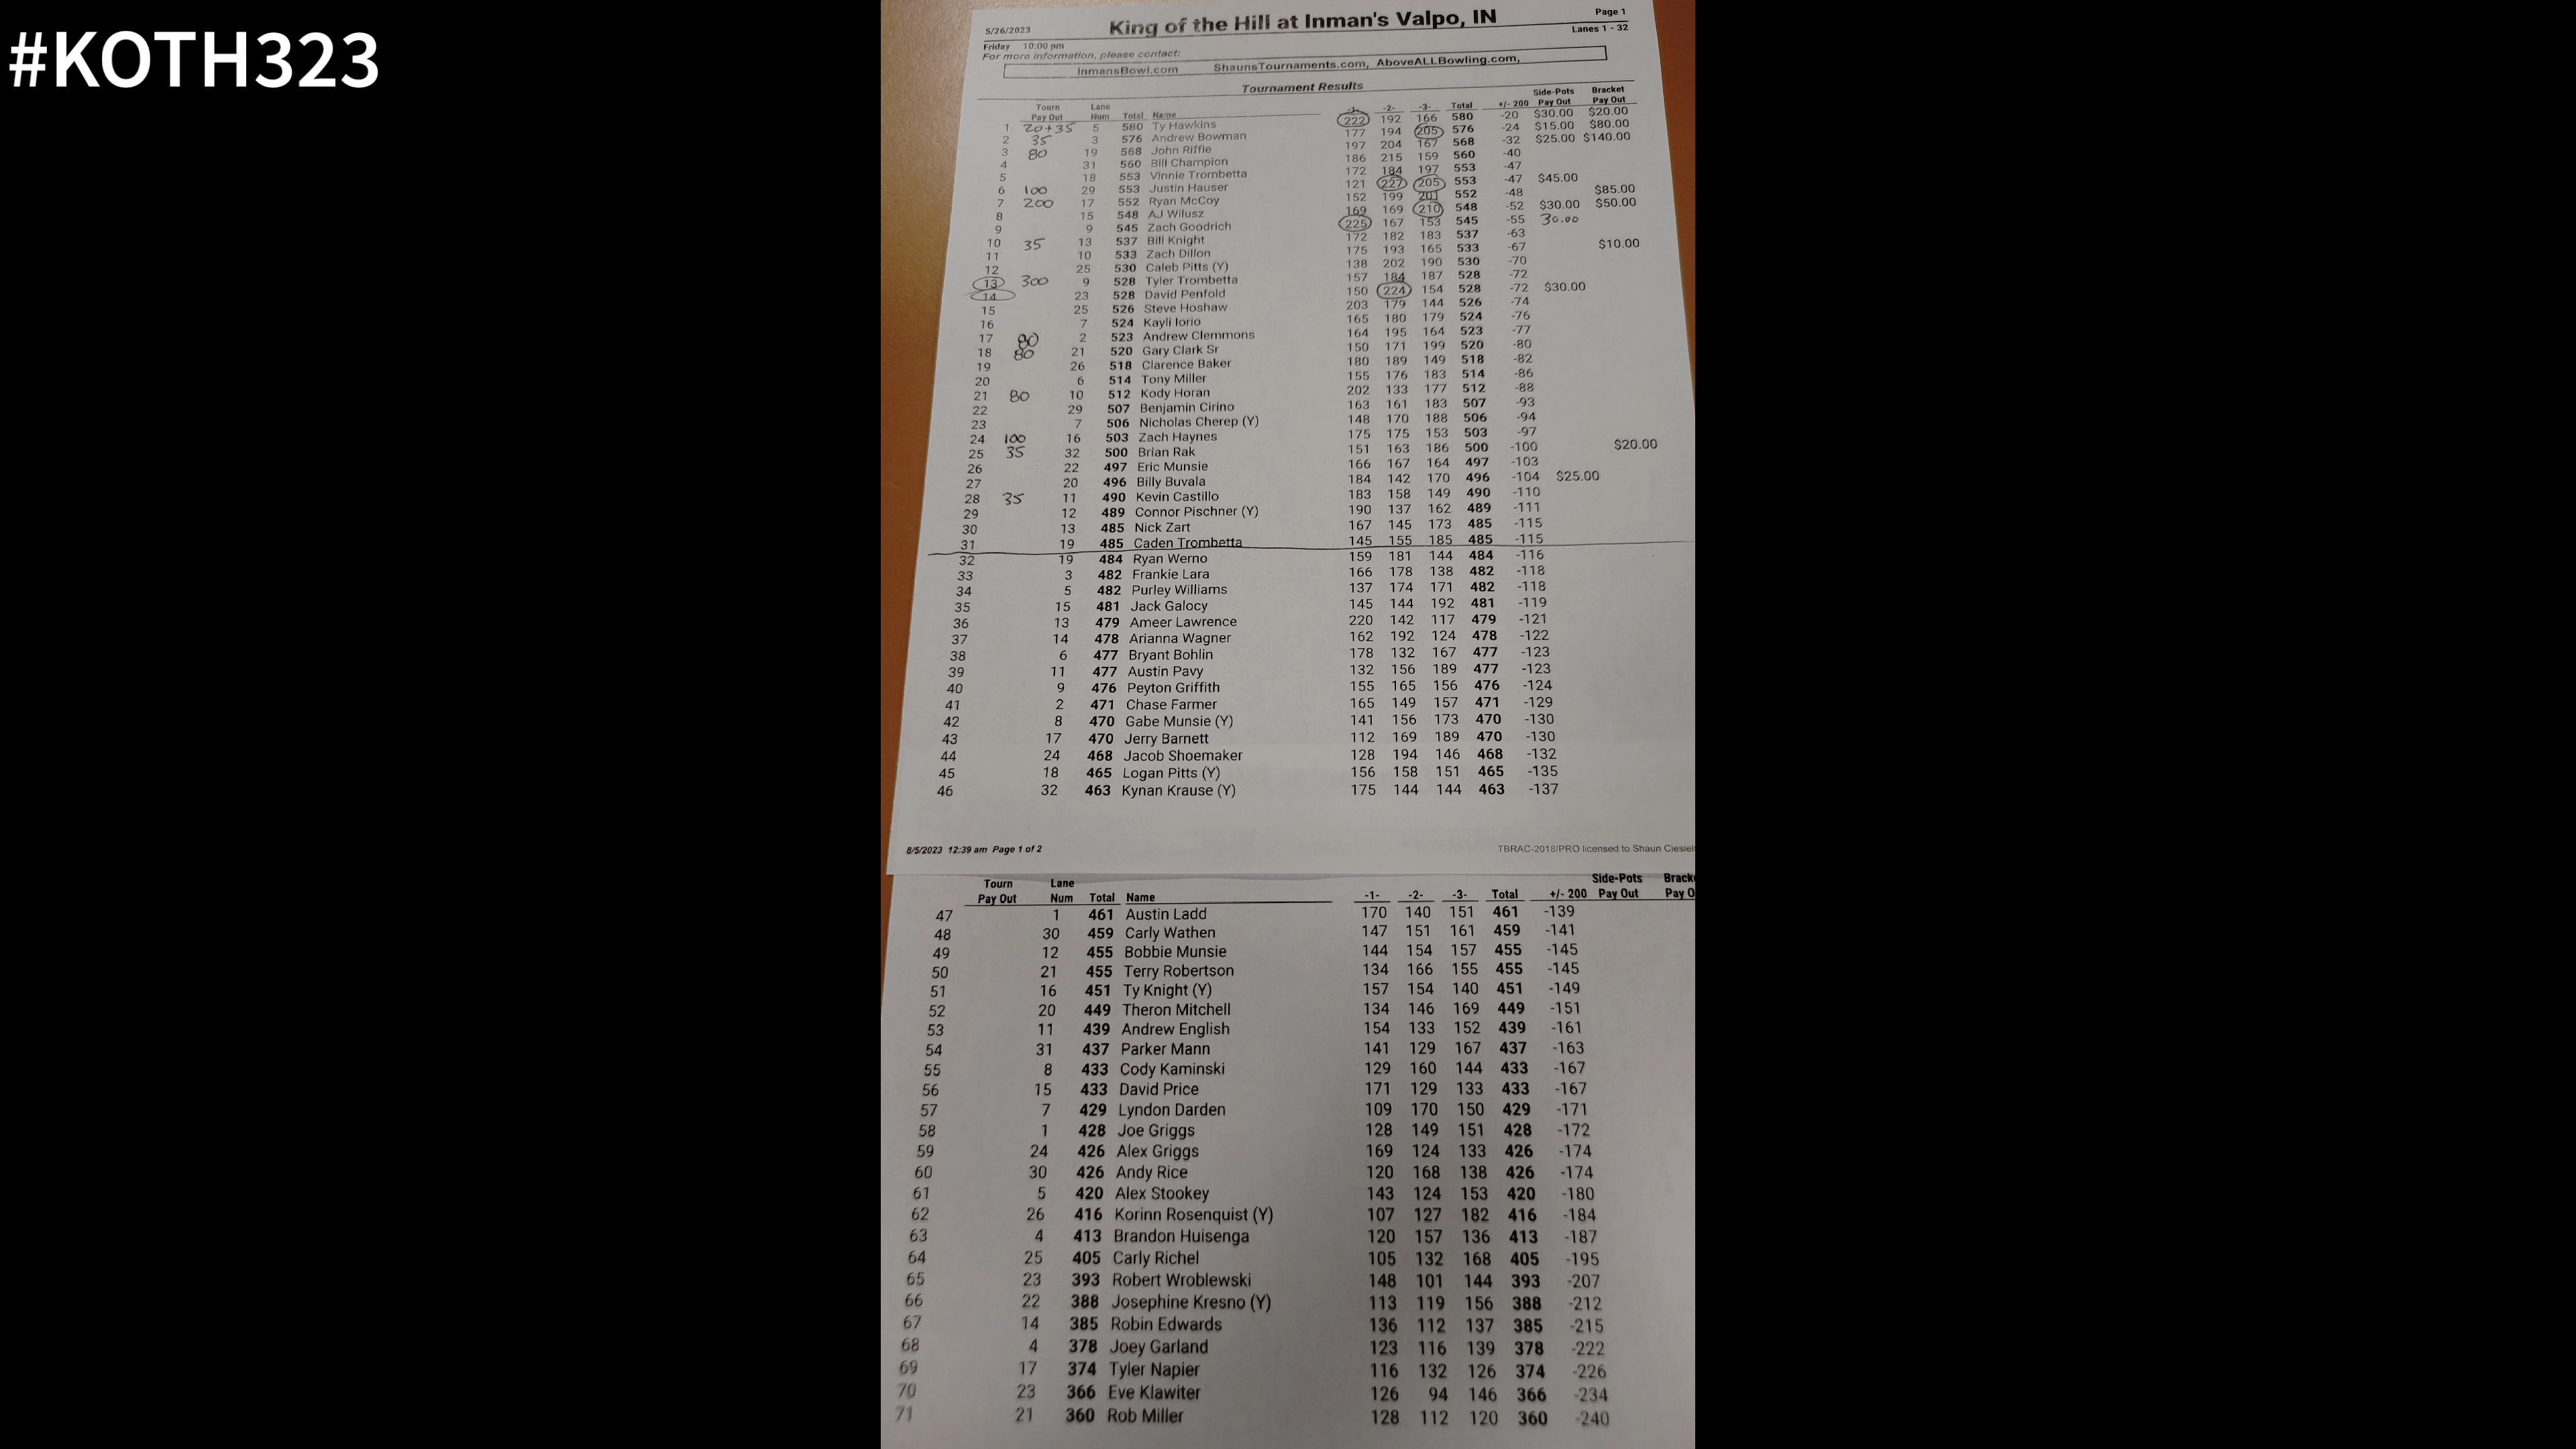 #KOTH323
5/26/2023 King of the Hill at Inman's Valpo, IN Page 1
Friday 10:00 pm Lanes 1 - 32
For more information, please contact:
InmansBowl.com ShaunsTournaments.com, AboveALLBowling.com,
Tournament Results
Tourn Lane Side-Pots Bracket
Pay Out Num Total Name -1- -2- -3- Total +/- 200 Pay Out Pay Out
1 20+35 5 580 Ty Hawkins 222 192 166 580 -20 $30.00 $20.00
2 35 3 576 Andrew Bowman 177 194 205 576 -24 $15.00 $80.00
3 80 19 568 John Riffle 197 204 167 568 -32 $25.00 $140.00
4 31 560 Bill Champion 186 215 159 560 -40
5 18 553 Vinnie Trombetta 172 184 197 553 -47
6 100 29 553 Justin Hauser 121 227 205 553 -47 $45.00
7 200 17 552 Ryan McCoy 152 199 201 552 -48 $85.00
8 15 548 AJ Wilusz 169 169 210 548 -52 $30.00 $50.00
9 9 545 Zach Goodrich 225 167 153 545 -55 30.00
10 35 13 537 Bill Knight 172 182 183 537 -63
11 10 533 Zach Dillon 175 193 165 533 -67 $10.00
12 25 530 Caleb Pitts (Y) 138 202 190 530 -70
13 300 9 528 Tyler Trombetta 157 184 187 528 -72
14 23 528 David Penfold 150 224 154 528 -72 $30.00
15 25 526 Steve Hoshaw 203 179 144 526 -74
16 7 524 Kayli Iorio 165 180 179 524 -76
17 80 2 523 Andrew Clemmons 164 195 164 523 -77
18 80 21 520 Gary Clark Sr 150 171 199 520 -80
19 26 518 Clarence Baker 180 189 149 518 -82
20 6 514 Tony Miller 155 176 183 514 -86
21 80 10 512 Kody Horan 202 133 177 512 -88
22 29 507 Benjamin Cirino 163 161 183 507 -93
23 7 506 Nicholas Cherep (Y) 148 170 188 506 -94
24 100 16 503 Zach Haynes 175 175 153 503 -97
25 35 32 500 Brian Rak 151 163 186 500 -100 $20.00
26 22 497 Eric Munsie 166 167 164 497 -103
27 20 496 Billy Buvala 184 142 170 496 -104 $25.00
28 35 11 490 Kevin Castillo 183 158 149 490 -110
29 12 489 Connor Pischner (Y) 190 137 162 489 -111
30 13 485 Nick Zart 167 145 173 485 -115
31 19 485 Caden Trombetta 145 155 185 485 -115
32 19 484 Ryan Werno 159 181 144 484 -116
33 3 482 Frankie Lara 166 178 138 482 -118
34 5 482 Purley Williams 137 174 171 482 -118
35 15 481 Jack Galocy 145 144 192 481 -119
36 13 479 Ameer Lawrence 220 142 117 479 -121
37 14 478 Arianna Wagner 162 192 124 478 -122
38 6 477 Bryant Bohlin 178 132 167 477 -123
39 11 477 Austin Pavy 132 156 189 477 -123
40 9 476 Peyton Griffith 155 165 156 476 -124
41 2 471 Chase Farmer 165 149 157 471 -129
42 8 470 Gabe Munsie (Y) 141 156 173 470 -130
43 17 470 Jerry Barnett 112 169 189 470 -130
44 24 468 Jacob Shoemaker 128 194 146 468 -132
45 18 465 Logan Pitts (Y) 156 158 151 465 -135
46 32 463 Kynan Krause (Y) 175 144 144 463 -137
8/5/2023 12:39 am Page 1 of 2 TBRAC-2018/PRO licensed to Shaun Ciesiel
Tourn Lane Side-Pots Brack
Pay Out Num Total Name -1- -2- -3- Total +/- 200 Pay Out Pay O
47 1 461 Austin Ladd 170 140 151 461 -139
48 30 459 Carly Wathen 147 151 161 459 -141
49 12 455 Bobbie Munsie 144 154 157 455 -145
50 21 455 Terry Robertson 134 166 155 455 -145
51 16 451 Ty Knight (Y) 157 154 140 451 -149
52 20 449 Theron Mitchell 134 146 169 449 -151
53 11 439 Andrew English 154 133 152 439 -161
54 31 437 Parker Mann 141 129 167 437 -163
55 8 433 Cody Kaminski 129 160 144 433 -167
56 15 433 David Price 171 129 133 433 -167
57 7 429 Lyndon Darden 109 170 150 429 -171
58 1 428 Joe Griggs 128 149 151 428 -172
59 24 426 Alex Griggs 169 124 133 426 -174
60 30 426 Andy Rice 120 168 138 426 -174
61 5 420 Alex Stookey 143 124 153 420 -180
62 26 416 Korinn Rosenquist (Y) 107 127 182 416 -184
63 4 413 Brandon Huisenga 120 157 136 413 -187
64 25 405 Carly Richel 105 132 168 405 -195
65 23 393 Robert Wroblewski 148 101 144 393 -207
66 22 388 Josephine Kresno (Y) 113 119 156 388 -212
67 14 385 Robin Edwards 136 112 137 385 -215
68 4 378 Joey Garland 123 116 139 378 -222
69 17 374 Tyler Napier 116 132 126 374 -226
70 23 366 Eve Klawiter 126 94 146 366 -234
71 21 360 Rob Miller 128 112 120 360 -240